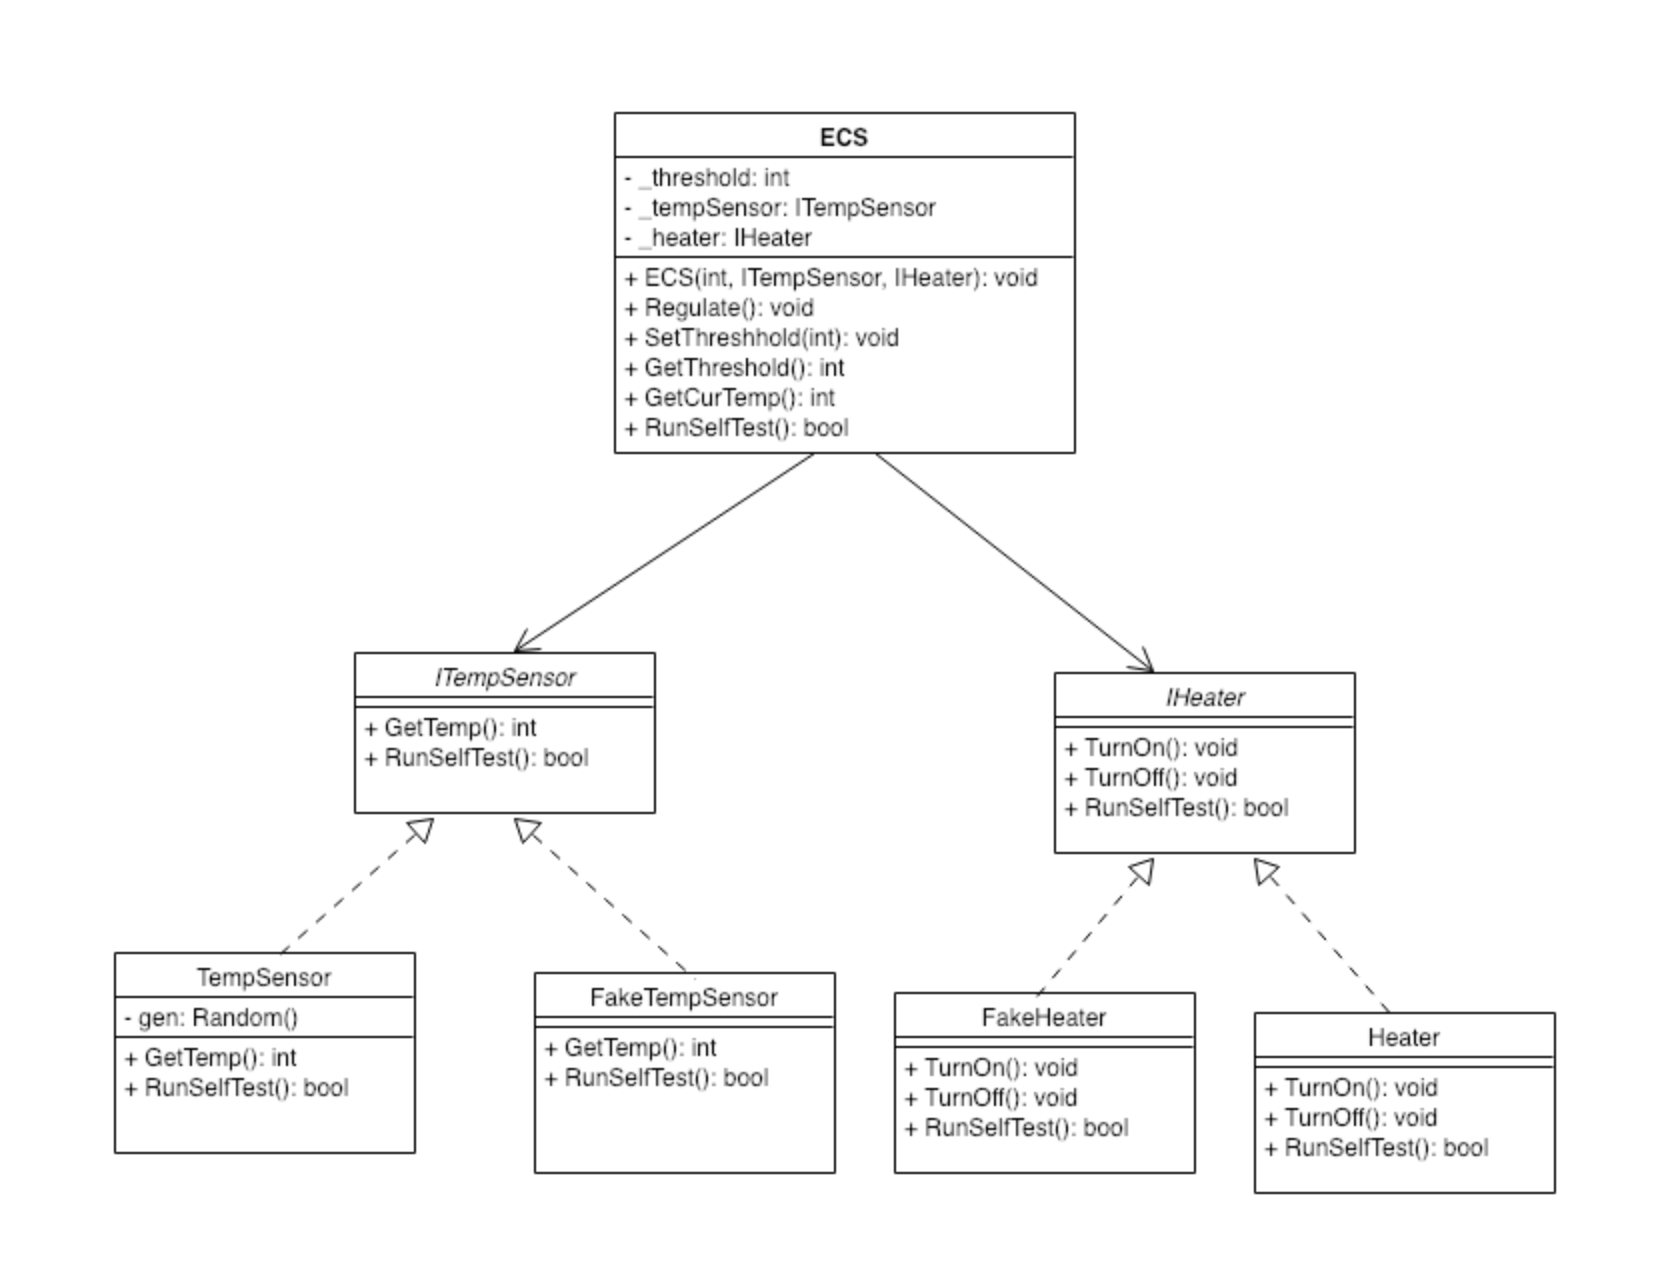 ECS
- _threshold: int
- _tempSensor: ITempSensor
- _heater: IHeater
+ ECS(int, ITempSensor, IHeater): void
+ Regulate(): void
+ SetThreshhold(int): void
+ GetThreshold(): int
+ GetCurTemp(): int
+ RunSelfTest(): bool
ITempSensor
+ GetTemp(): int
+ RunSelfTest(): bool
IHeater
+ TurnOn(): void
+ TurnOff(): void
+ RunSelfTest(): bool
TempSensor
- gen: Random()
+ GetTemp(): int
+ RunSelfTest(): bool
FakeTempSensor
+ GetTemp(): int
+ RunSelfTest(): bool
FakeHeater
+ TurnOn(): void
+ TurnOff(): void
+ RunSelfTest(): bool
Heater
+ TurnOn(): void
+ TurnOff(): void
+ RunSelfTest(): bool